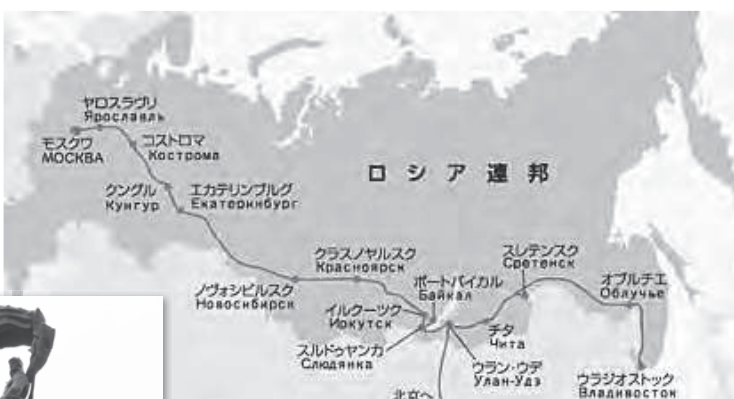 ヤロスラヴリ
Ярославль
モスクワ
МОСКВА
コストロマ
Кострома
ロシア連邦
クングル
Кунгур
エカテリンブルグ
Екатеринбург
クラスノヤルスク
Красноярск
スレテンスク
Сретенск
ポートバイカル
Байкал
オブルチエ
Облучье
ノヴォシビルスク
Новосибирск
イルクーツク
Иркутск
チタ
Чита
スルドゥヤンカ
Слюдянка
ウラン・ウデ
Улан-Удэ
ウラジオストック
Владивосток
北京へ